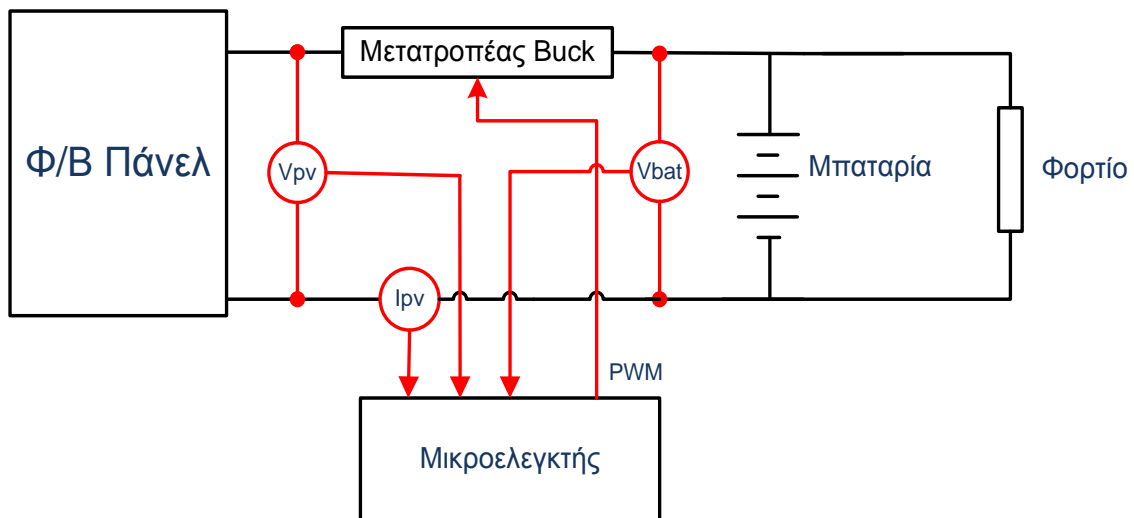 Μετατροπέας Buck
Φ/Β Πάνελ
Vpv
Vbat
Μπαταρία
Φορτίο
Ipv
PWM
Μικροελεγκτής